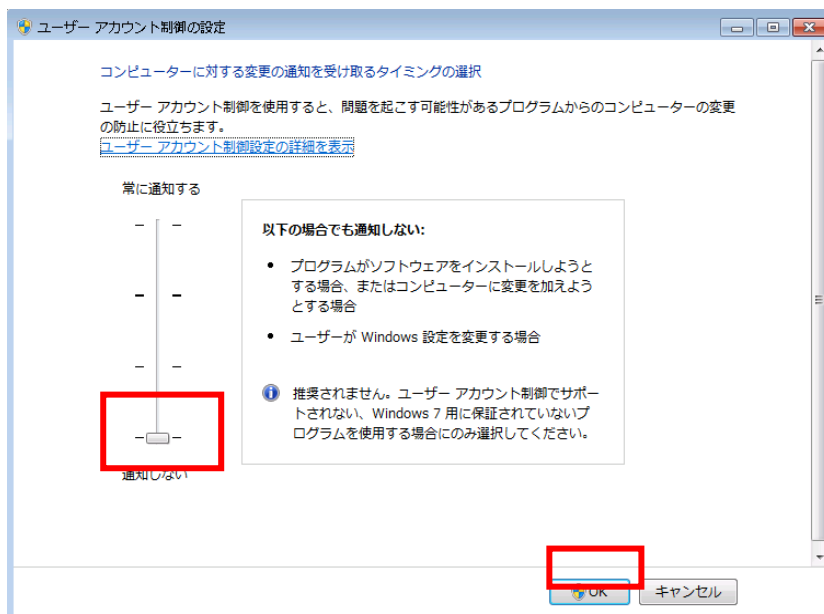 ユーザー アカウント制御の設定
コンピューターに対する変更の通知を受け取るタイミングの選択
ユーザー アカウント制御を使用すると、問題を起こす可能性があるプログラムからのコンピューターの変更
の防止に役立ちます。
ユーザー アカウント制御設定の詳細を表示
常に通知する
以下の場合でも通知しない:
プログラムがソフトウェアをインストールしようと
する場合、またはコンピューターに変更を加えよう
とする場合
ユーザーが Windows 設定を変更する場合
推奨されません。ユーザー アカウント制御でサポー
トされない、Windows 7 用に保証されていないプ
ログラムを使用する場合にのみ選択してください。
通知しない
OK
キャンセル